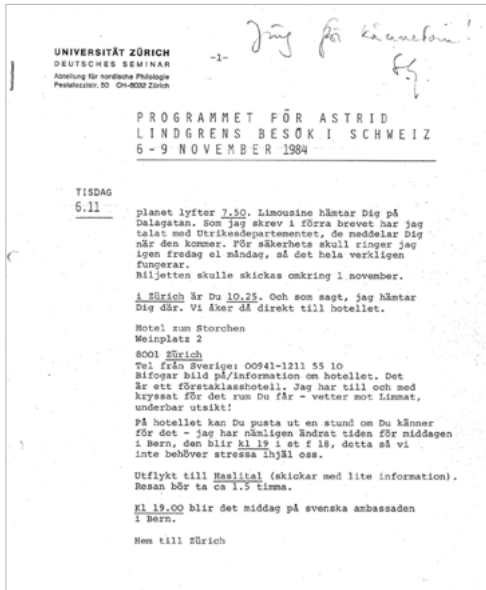 för kännedom!
UNIVERSITÄT ZÜRICH
DEUTSCHES SEMINAR
Abteilung für nordische Philologie
Pestalozzistr. 50 CH-8032 Zürich
-1-
PROGRAMMET FÖR ASTRID
LINDGRENS BESÖK I SCHWEIZ
6-9 NOVEMBER 1984
TISDAG
6.11
planet lyfter 7.50. Limousine hämtar Dig på
Dalagatan. Som jag skrev i förra brevet har jag
talat med Utrikesdepartementet, de meddelar Dig
när den kommer. För säkerhets skull ringer jag
igen fredag el måndag, så det hela verkligen
fungerar.
Biljetten skulle skickas omkring 1 november.
i Zürich är Du 10.25. Och som sagt, jag hämtar
Dig där. Vi åker då direkt till hotellet.
Hotel zum Storchen
Weinplatz 2
8001 Zürich
Tel från Sverige: 00941-1211 55 10
Bifogar bild på/information om hotellet. Det
är ett förstaklasshotell. Jag har till och med
kryssat för det rum Du får - vetter mot Limmat,
underbar utsikt!
På hotellet kan Du pusta ut en stund om Du känner
för det - jag har nämligen ändrat tiden för middagen
i Bern, den blir kl 19 i st f 18, detta så vi
inte behöver stressa ihjäl oss.
Utflykt till Haslital (skickar med lite information).
Resan bör ta ca 1.5 timma.
Kl 19.00 blir det middag på svenska ambassaden
i Bern.
Hem till Zürich